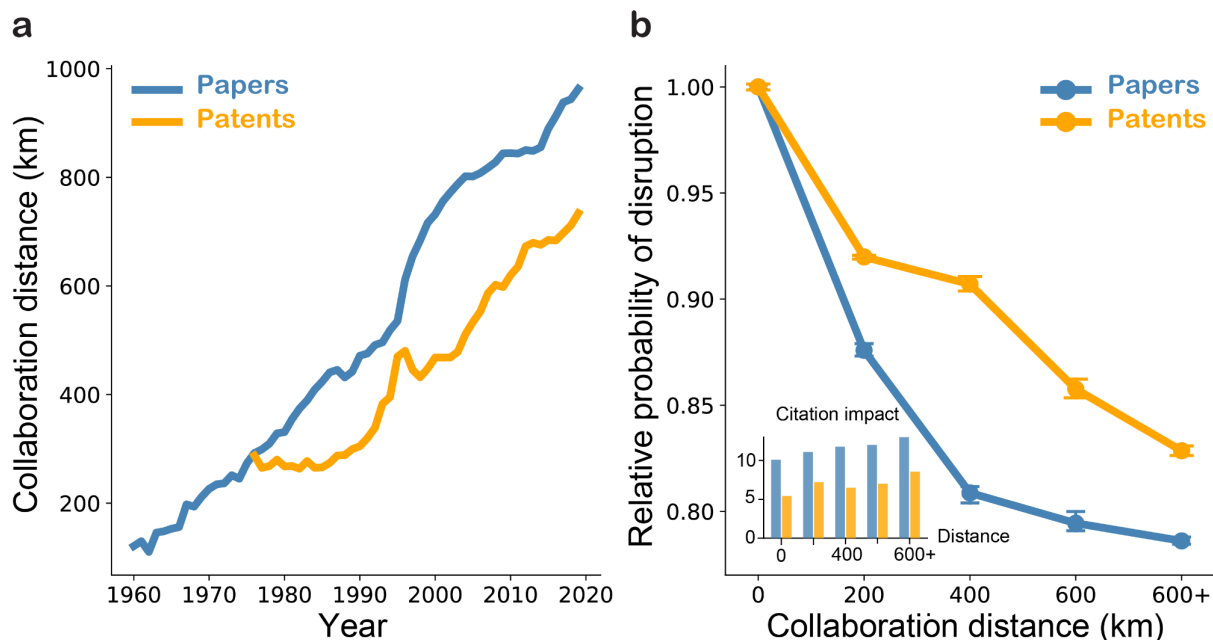 a
Collaboration distance (km)
1000
800
600
400
200
Papers
Patents
1960
1970
1980
1990
2000
2010
2020
Year
b
Relative probability of disruption
1.00
0.95
0.90
0.85
0.80
Papers
Patents
Citation impact
10
5
0
0
400
600+
Distance
0
200
400
600
600+
Collaboration distance (km)